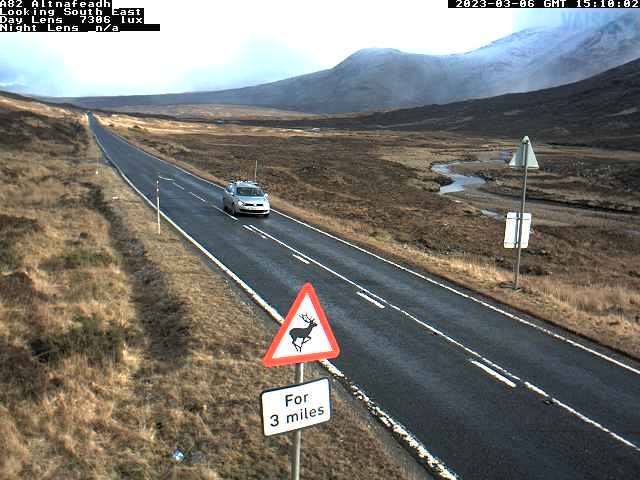 A82 Altnafeadh
2023-03-06 GMT 15:10:02
Looking South East
Day Lens 7306 lux
Night Lens n/a
VAISALA
For
3 miles